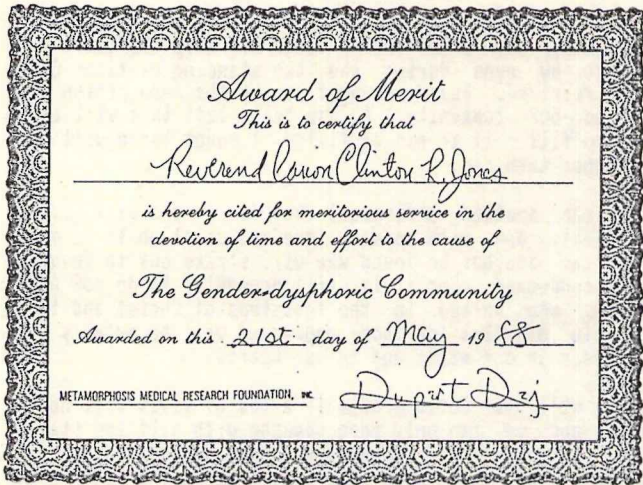 Award of Merit
This is to certify that
Reverend Canon Clinton R. Jones
is hereby cited for meritorious service in the
devotion of time and effort to the cause of
The Gender-dysphoric Community
Awarded on this 21st day of May 1988
METAMORPHOSIS MEDICAL RESEARCH FOUNDATION, INC